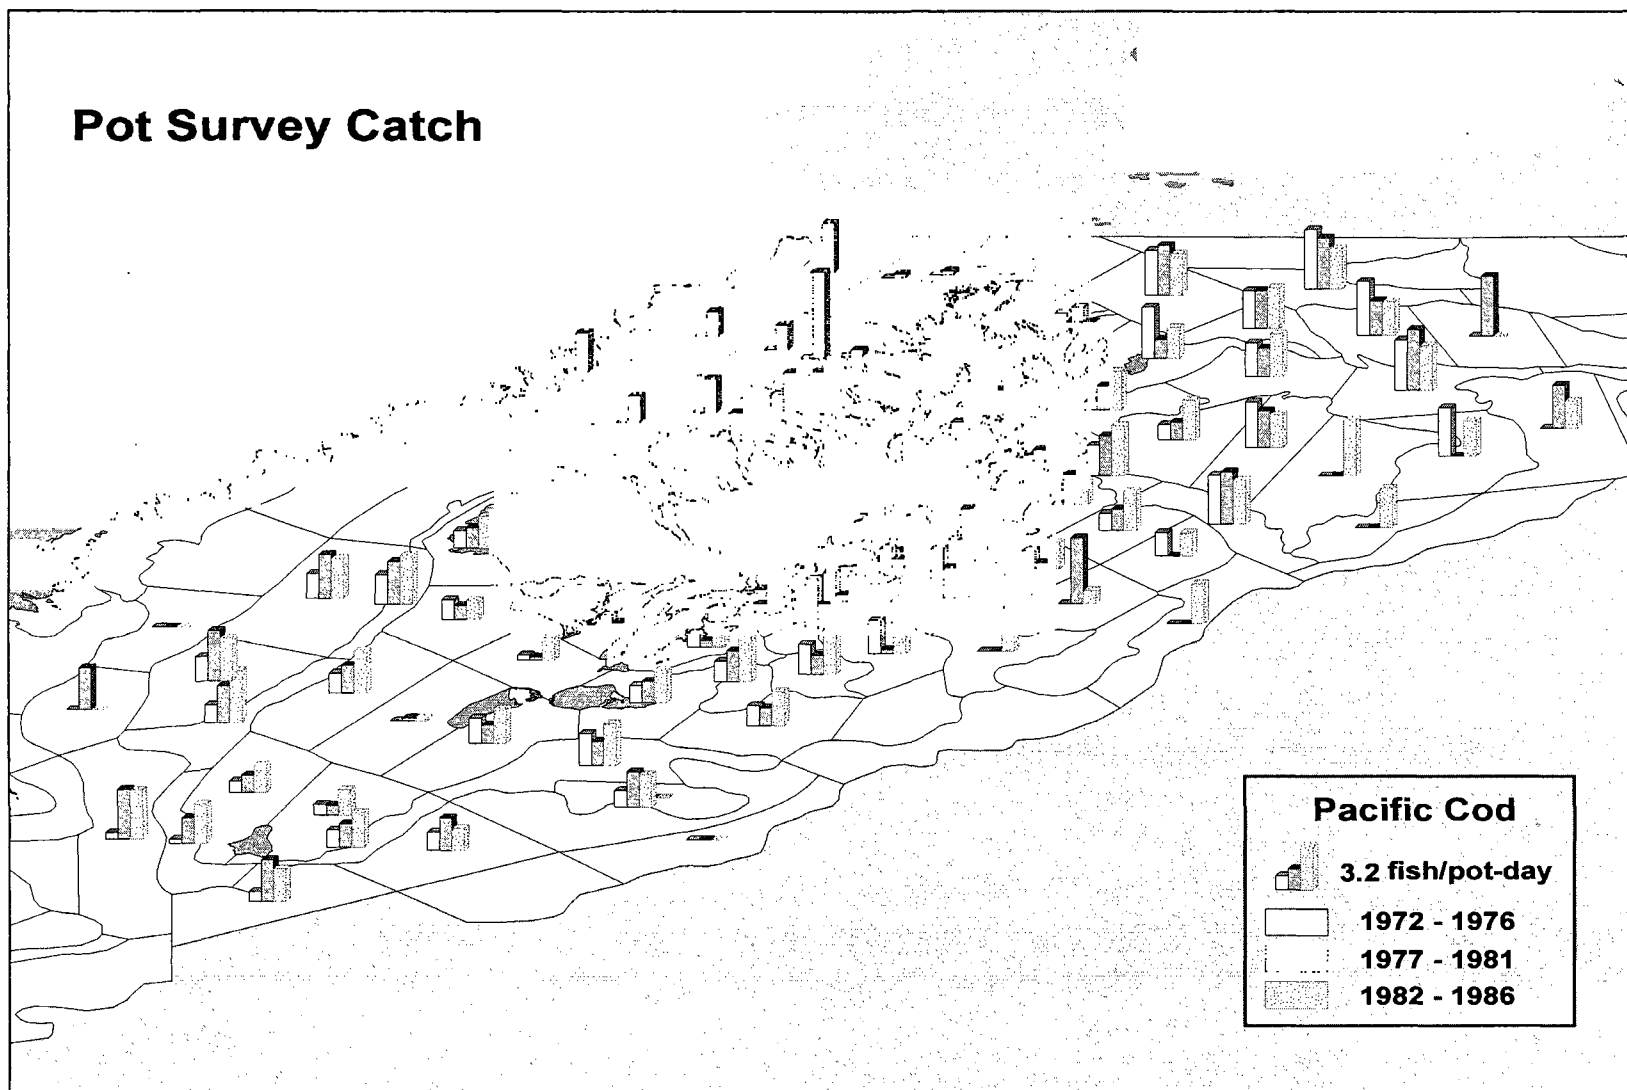 Pot Survey Catch
Pacific Cod
3.2 fish/pot-day
1972 - 1976
1977 - 1981
1982 - 1986